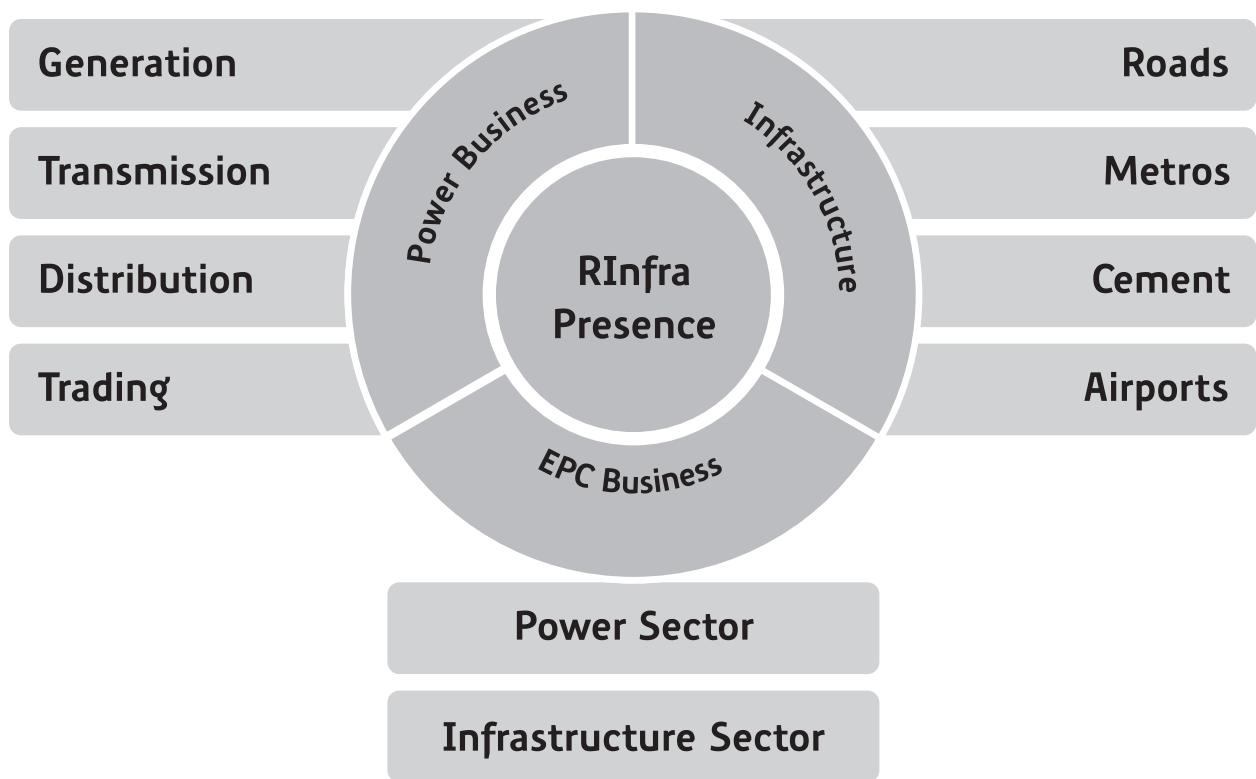 Generation
Transmission
Distribution
Trading
Power Business
Infrastructure
RInfra
Presence
EPC Business
Roads
Metros
Cement
Airports
Power Sector
Infrastructure Sector